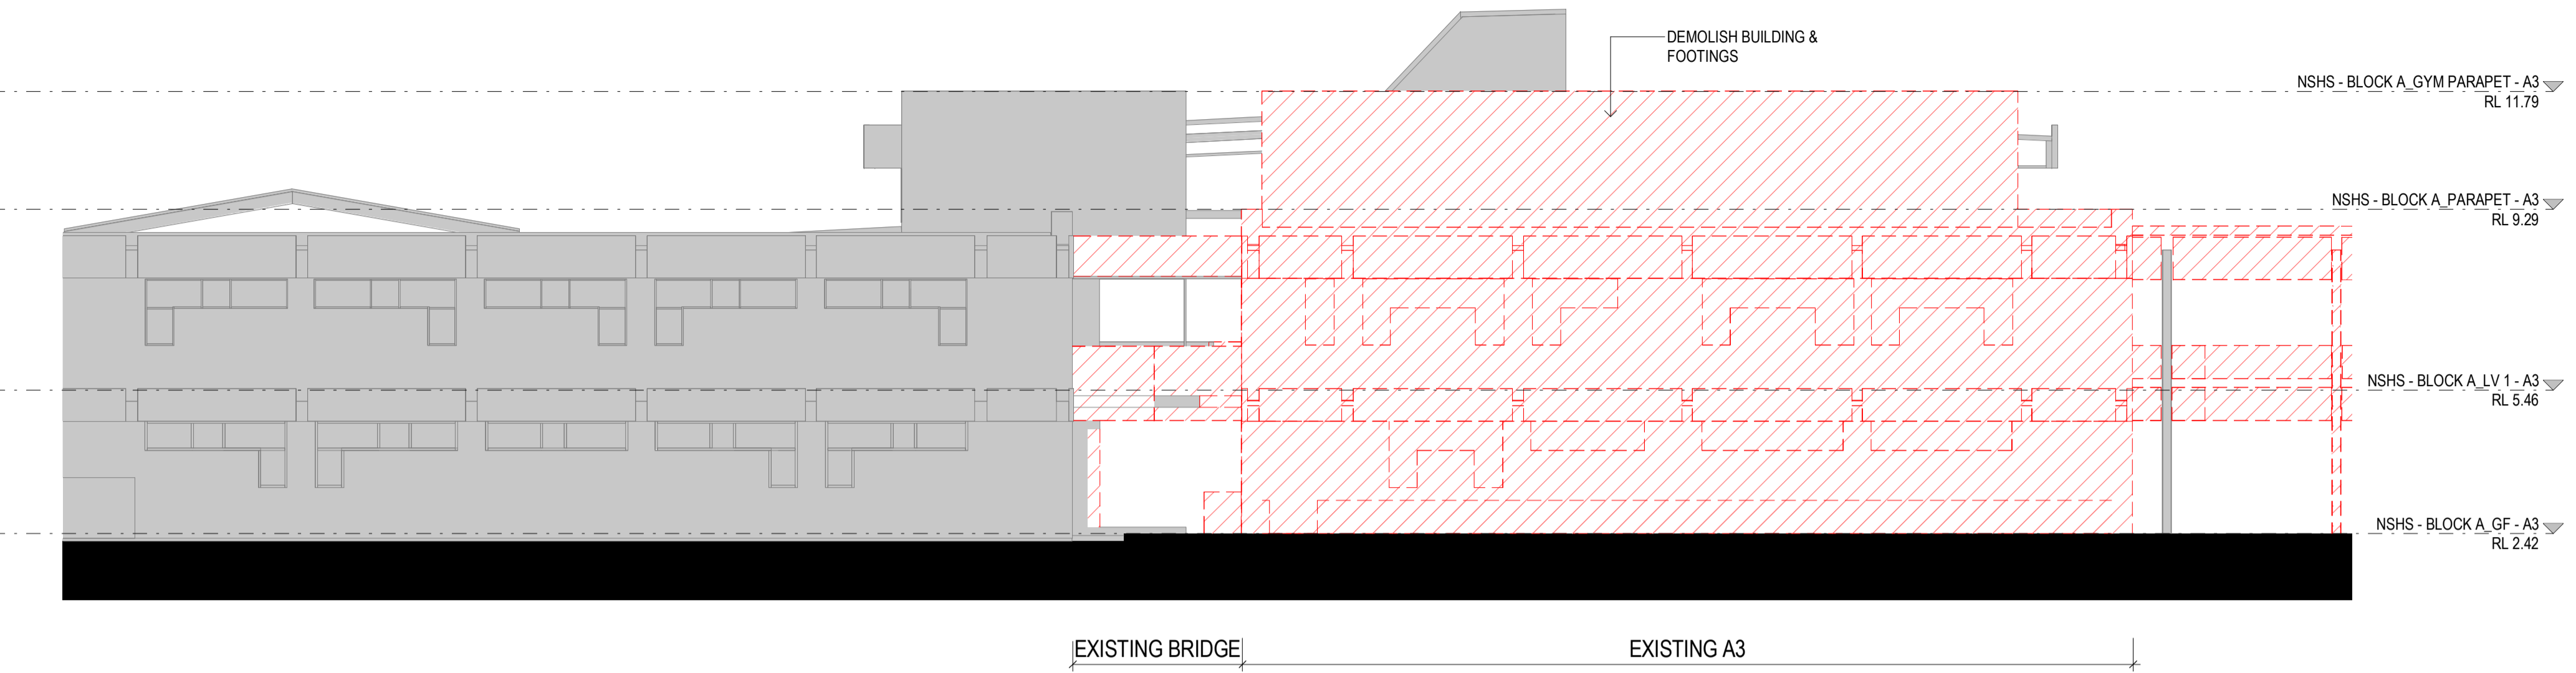 DEMOLISH BUILDING &
FOOTINGS
NSHS - BLOCK A_GYM PARAPET - A3
RL 11.79
NSHS - BLOCK A_PARAPET - A3
RL 9.29
NSHS - BLOCK A_LV 1 - A3
RL 5.46
NSHS - BLOCK A_GF - A3
RL 2.42
EXISTING BRIDGE
EXISTING A3